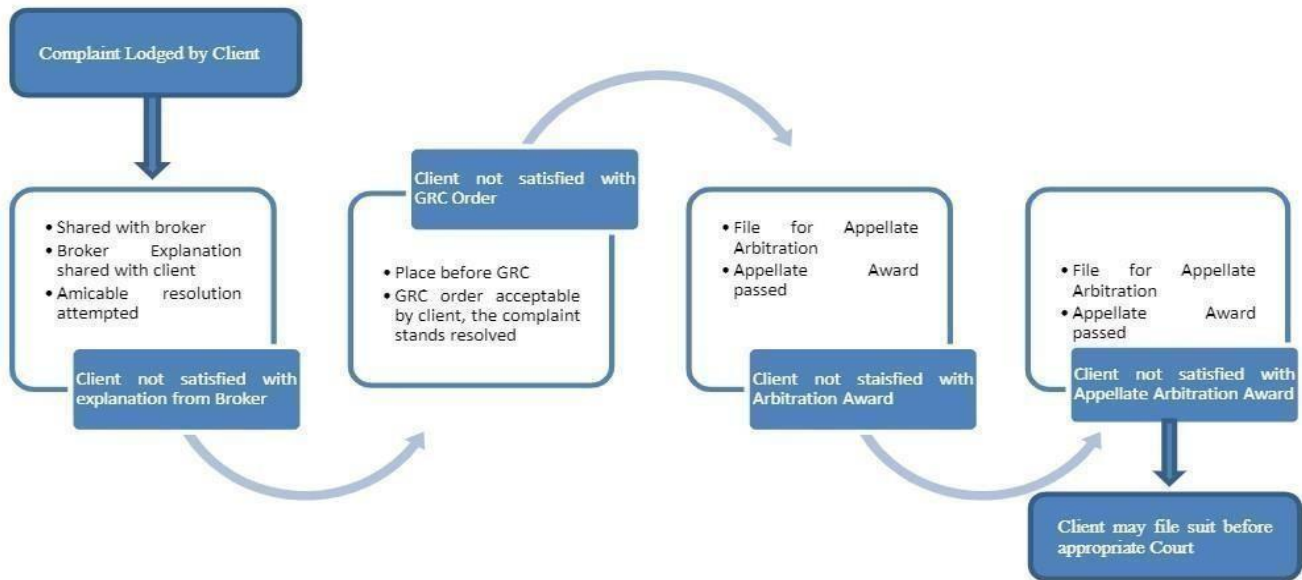 Complaint Lodged by Client
• Shared with broker
• Broker Explanation
shared with client
• Amicable resolution
attempted
Client not satisfied with
explanation from Broker
Client not satisfied with
GRC Order
• Place before GRC
• GRC order acceptable
by client, the complaint
stands resolved
• File for Appellate
Arbitration
• Appellate Award
passed
Client not staisfied with
Arbitration Award
• File for Appellate
Arbitration
• Appellate Award
passed
Client not satisfied with
Appellate Arbitration Award
Client may file suit before
appropriate Court